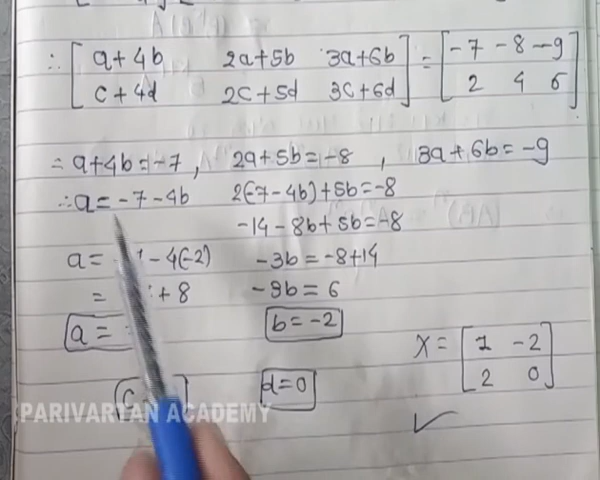 ∴ [ a+4b 2a+5b 3a+6b ] = [ -7 -8 -9 ]
[ c+4d 2c+5d 3c+6d ] [ 2 4 6 ]
= a+4b=-7, 2a+5b=-8, 3a+6b=-9
∴ a=-7-4b 2(-7-4b)+5b=-8
-14-8b+5b=-8
a= -4(-2) -3b=-8+14
= +8 -3b=6
a= b=-2
X= [ 1 -2 ]
[ 2 0 ]
c d=0
PARIVARTAN ACADEMY